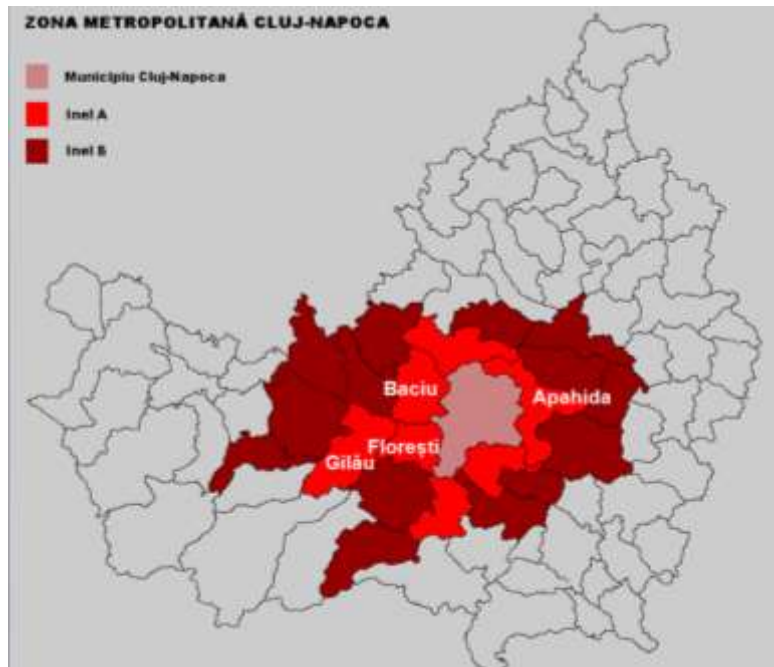 ZONA METROPOLITANĂ CLUJ-NAPOCA
Municipiu Cluj-Napoca
Inel A
Inel B
Baciu
Apahida
Florești
Gilău